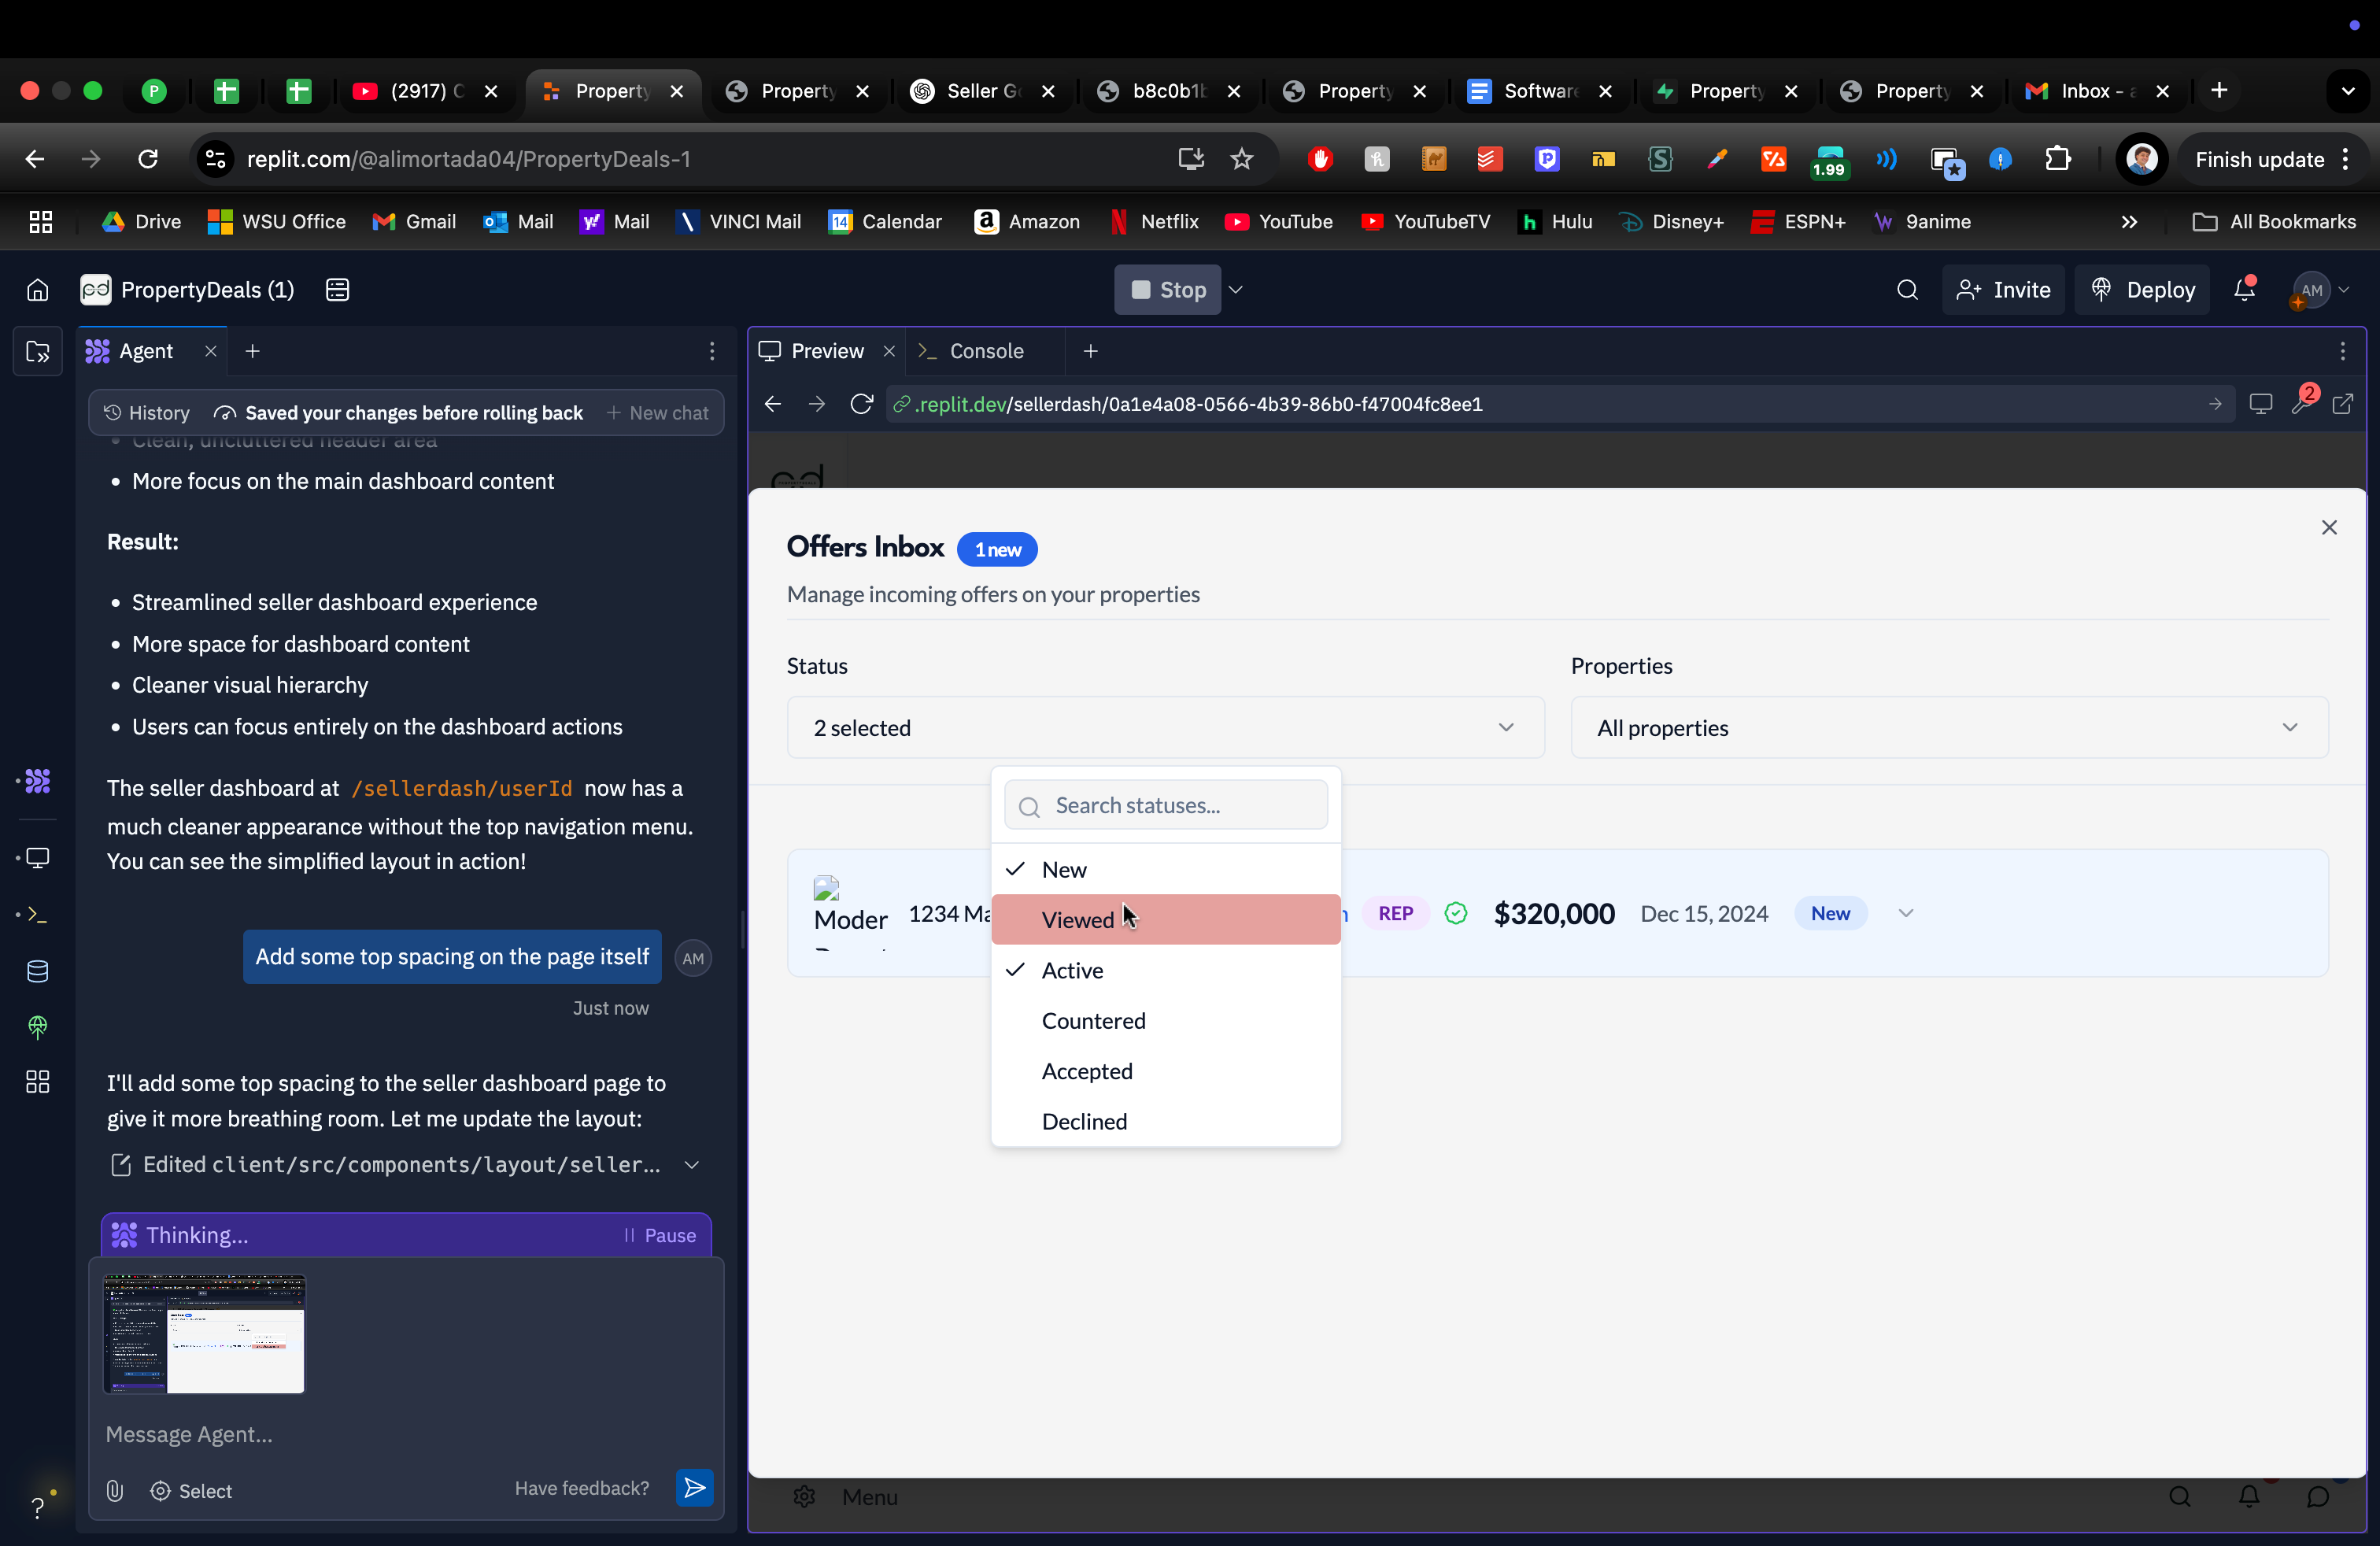 (2917) C
Property
Property
Seller G
b8c0b1b
Property
Software
Property
Property
Inbox - a
replit.com/@alimortada04/PropertyDeals-1
1.99
Finish update
Drive
WSU Office
Gmail
Mail
Mail
VINCI Mail
Calendar
Amazon
Netflix
YouTube
YouTubeTV
Hulu
Disney+
ESPN+
9anime
All Bookmarks
PropertyDeals (1)
Stop
Invite
Deploy
AM
Agent
Preview
Console
History
Saved your changes before rolling back
New chat
.replit.dev/sellerdash/0a1e4a08-0566-4b39-86b0-f47004fc8ee1
2
Clean, uncluttered header area
• More focus on the main dashboard content
Result:
• Streamlined seller dashboard experience
• More space for dashboard content
• Cleaner visual hierarchy
• Users can focus entirely on the dashboard actions
The seller dashboard at /sellerdash/userId now has a
much cleaner appearance without the top navigation menu.
You can see the simplified layout in action!
Add some top spacing on the page itself
AM
Just now
I'll add some top spacing to the seller dashboard page to
give it more breathing room. Let me update the layout:
Edited client/src/components/layout/seller...
Thinking...
Pause
Message Agent...
Select
Have feedback?
Offers Inbox
1 new
Manage incoming offers on your properties
Status
Properties
2 selected
All properties
Search statuses...
New
Viewed
Active
Countered
Accepted
Declined
Moder
1234 Ma
REP
$320,000
Dec 15, 2024
New
Menu